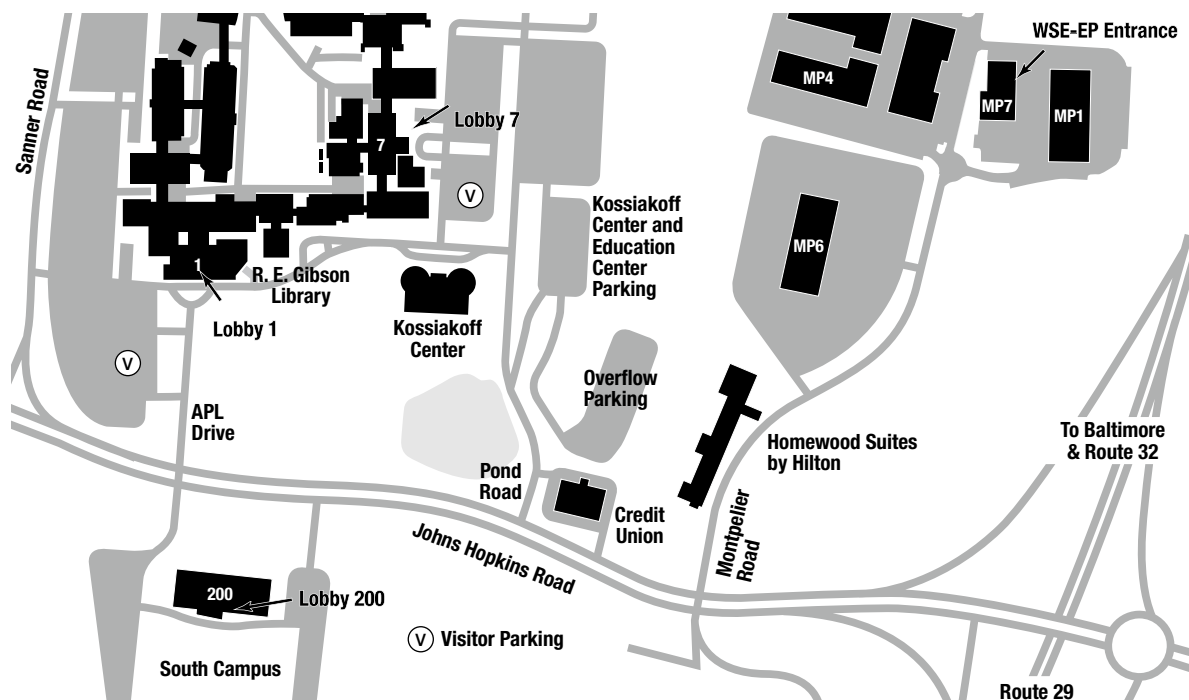 WSE-EP Entrance
MP4
MP7
MP1
Sanner Road
Lobby 7
7
V
Kossiakoff
Center and
Education
Center
Parking
MP6
1
R. E. Gibson
Library
Lobby 1
Kossiakoff
Center
V
Overflow
Parking
APL
Drive
To Baltimore
& Route 32
Homewood Suites
by Hilton
Pond
Road
Credit
Union
Montpelier
Road
Johns Hopkins Road
200
Lobby 200
V Visitor Parking
South Campus
Route 29